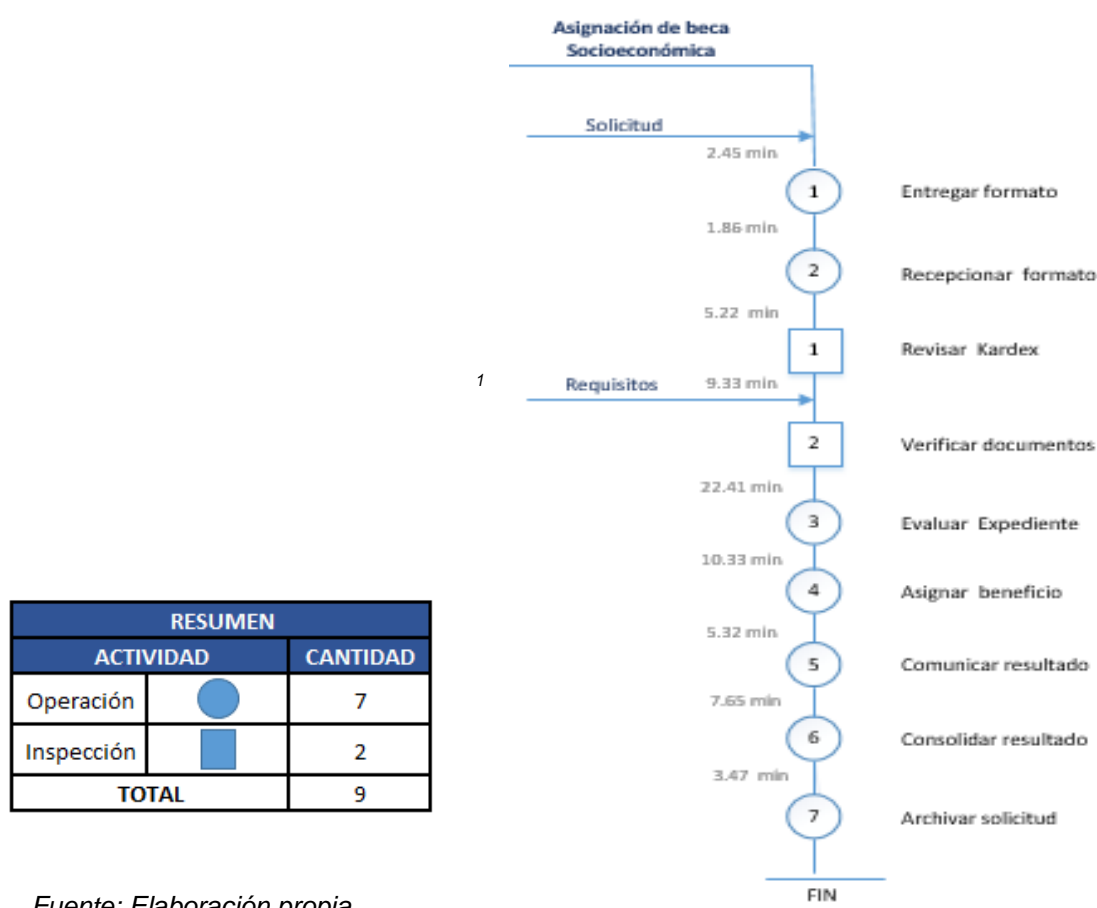 Asignación de beca
Socioeconómica
Solicitud
2.45 min
1 Entregar formato
1.86 min
2 Recepcionar formato
5.22 min
1 Revisar Kardex
1
Requisitos 9.33 min
2 Verificar documentos
22.41 min
3 Evaluar Expediente
10.33 min
4 Asignar beneficio
5.32 min
5 Comunicar resultado
7.65 min
6 Consolidar resultado
3.47 min
7 Archivar solicitud
FIN
RESUMEN
ACTIVIDAD CANTIDAD
Operación 7
Inspección 2
TOTAL 9
Fuente: Elaboración propia